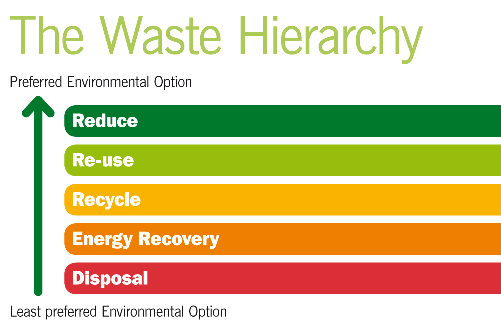 The Waste Hierarchy
Preferred Environmental Option
Reduce
Re-use
Recycle
Energy Recovery
Disposal
Least preferred Environmental Option